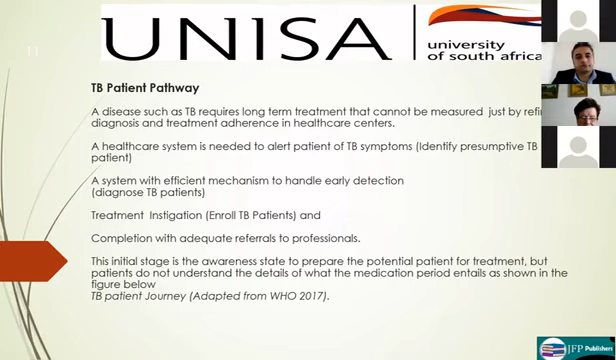 11
UNISA
university
of south africa
TB Patient Pathway
A disease such as TB requires long term treatment that cannot be measured just by
diagnosis and treatment adherence in healthcare centers.
A healthcare system is needed to alert patient of TB symptoms (Identify presumptive TB
patient)
A system with efficient mechanism to handle early detection
(diagnose TB patients)
Treatment Instigation (Enroll TB Patients) and
Completion with adequate referrals to professionals.
This initial stage is the awareness state to prepare the potential patient for treatment, but
patients do not understand the details of what the medication period entails as shown in the
figure below
TB patient Journey (Adapted from WHO 2017).
JFP Publishers